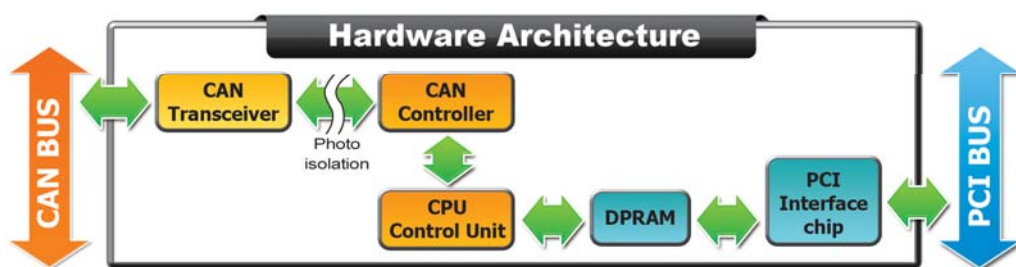 Hardware Architecture
CAN BUS
CAN
Transceiver
Photo
isolation
CAN
Controller
CPU
Control Unit
DPRAM
PCI
Interface
chip
PCI BUS